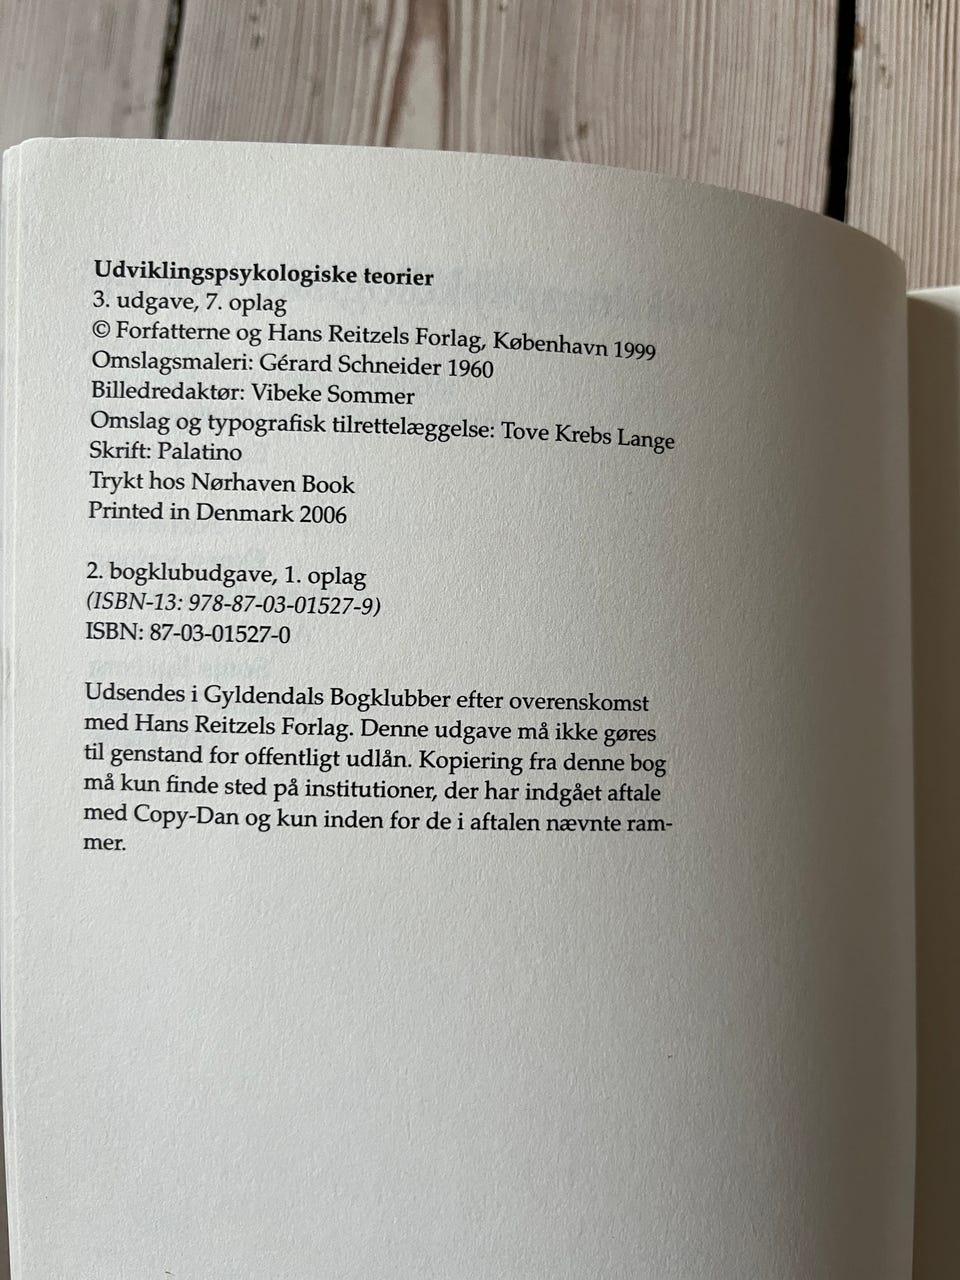 Udviklingspsykologiske teorier
3. udgave, 7. oplag
© Forfatterne og Hans Reitzels Forlag, København 1999
Omslagsmaleri: Gérard Schneider 1960
Billedredaktør: Vibeke Sommer
Omslag og typografisk tilrettelæggelse: Tove Krebs Lange
Skrift: Palatino
Trykt hos Nørhaven Book
Printed in Denmark 2006
2. bogklubudgave, 1. oplag
(ISBN-13: 978-87-03-01527-9)
ISBN: 87-03-01527-0
Udsendes i Gyldendals Bogklubber efter overenskomst
med Hans Reitzels Forlag. Denne udgave må ikke gøres
til genstand for offentligt udlån. Kopiering fra denne bog
må kun finde sted på institutioner, der har indgået aftale
med Copy-Dan og kun inden for de i aftalen nævnte ram-
mer.